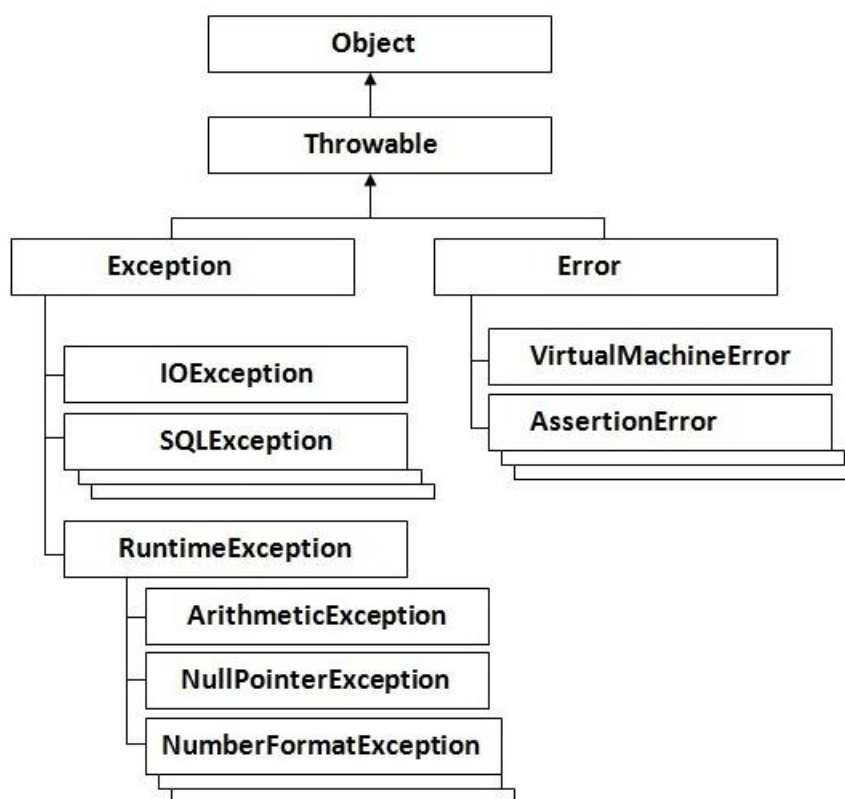 Object
Throwable
Exception
Error
IOException
SQLException
RuntimeException
ArithmeticException
NullPointerException
NumberFormatException
VirtualMachineError
AssertionError